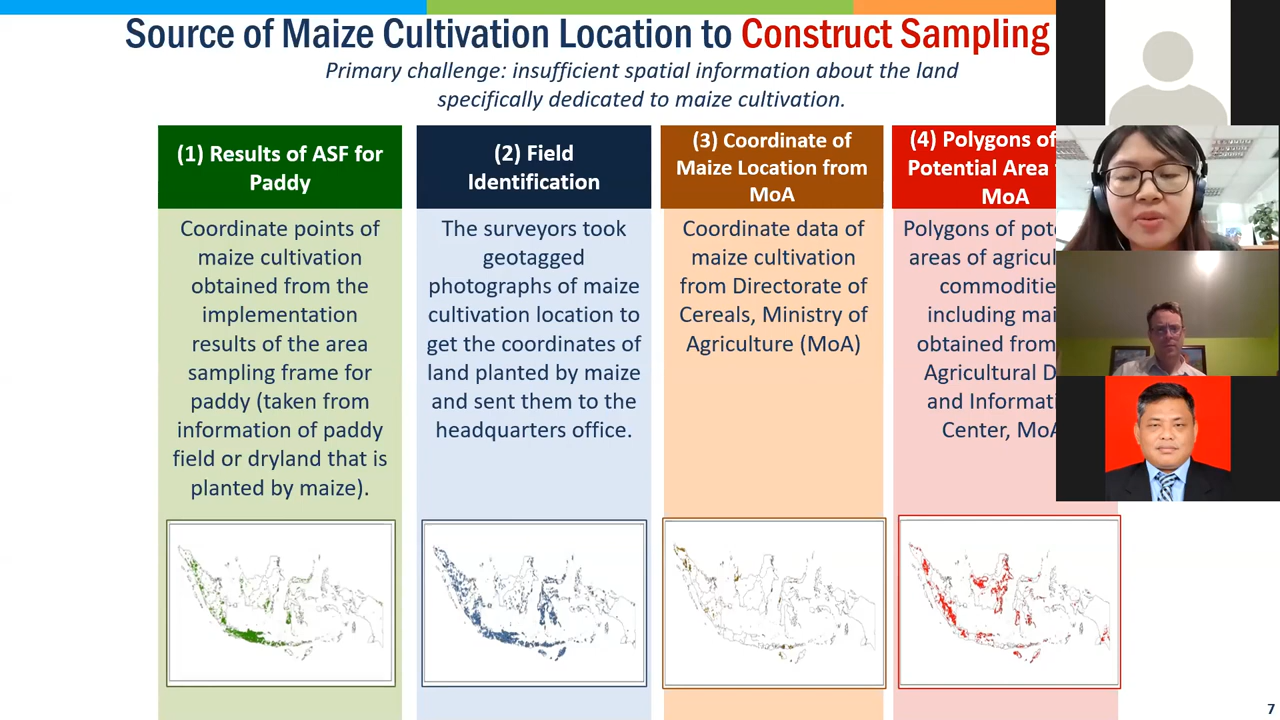 Source of Maize Cultivation Location to Construct Sampling
Primary challenge: insufficient spatial information about the land
specifically dedicated to maize cultivation.
(1) Results of ASF for
Paddy
Coordinate points of
maize cultivation
obtained from the
implementation
results of the area
sampling frame for
paddy (taken from
information of paddy
field or dryland that is
planted by maize).
(2) Field
Identification
The surveyors took
geotagged
photographs of maize
cultivation location to
get the coordinates of
land planted by maize
and sent them to the
headquarters office.
(3) Coordinate of
Maize Location from
MoA
Coordinate data of
maize cultivation
from Directorate of
Cereals, Ministry of
Agriculture (MoA)
(4) Polygons of
Potential Area
MoA
Polygons of
areas of
including
obtained from
Agricultural
and
Center,
7